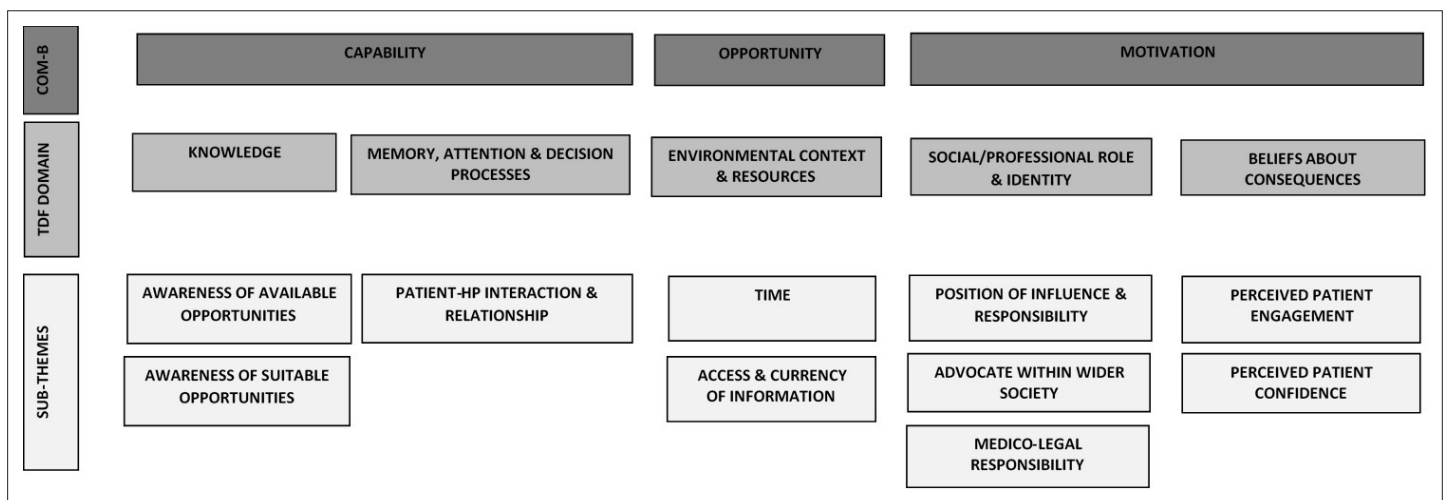 COM-B
CAPABILITY
OPPORTUNITY
MOTIVATION
TDF DOMAIN
KNOWLEDGE
MEMORY, ATTENTION & DECISION
PROCESSES
ENVIRONMENTAL CONTEXT
& RESOURCES
SOCIAL/PROFESSIONAL ROLE
& IDENTITY
BELIEFS ABOUT
CONSEQUENCES
SUB-THEMES
AWARENESS OF AVAILABLE
OPPORTUNITIES
PATIENT-HP INTERACTION &
RELATIONSHIP
TIME
POSITION OF INFLUENCE &
RESPONSIBILITY
PERCEIVED PATIENT
ENGAGEMENT
AWARENESS OF SUITABLE
OPPORTUNITIES
ACCESS & CURRENCY
OF INFORMATION
ADVOCATE WITHIN WIDER
SOCIETY
PERCEIVED PATIENT
CONFIDENCE
MEDICO-LEGAL
RESPONSIBILITY